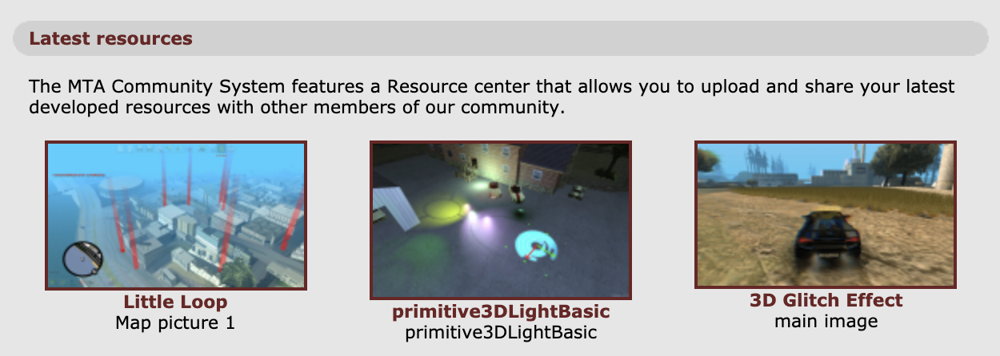 Latest resources
The MTA Community System features a Resource center that allows you to upload and share your latest
developed resources with other members of our community.
Little Loop
Map picture 1
primitive3DLightBasic
primitive3DLightBasic
3D Glitch Effect
main image